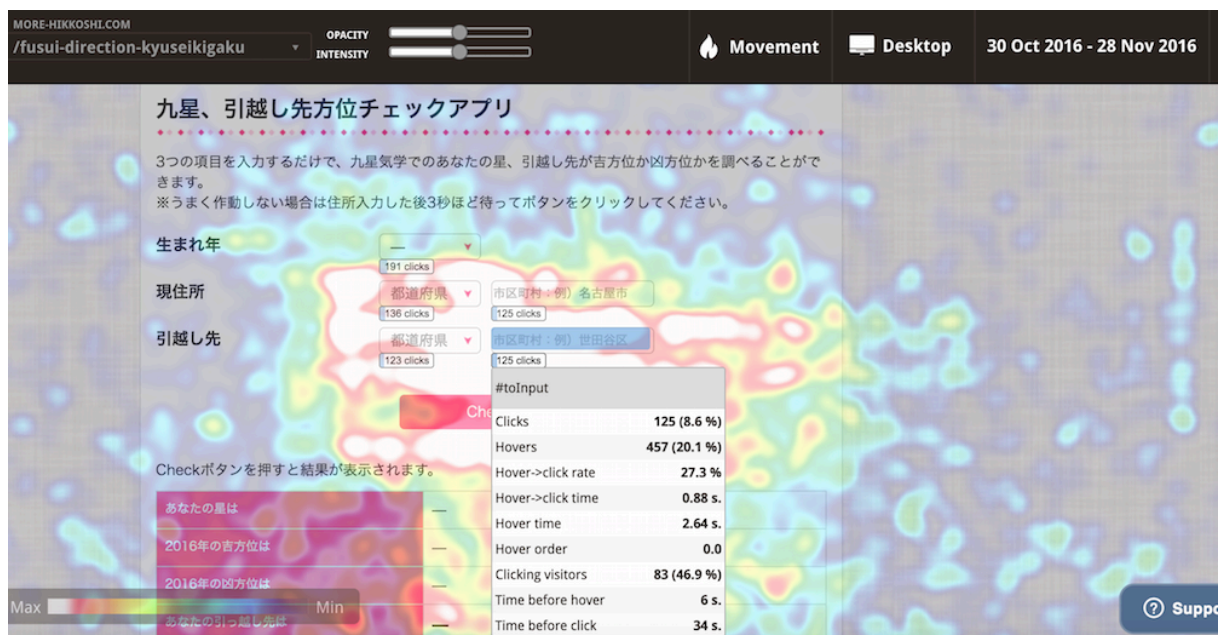 MORE-HIKKOSHI.COM
/fusui-direction-kyuseikigaku
OPACITY
INTENSITY
Movement
Desktop
30 Oct 2016 - 28 Nov 2016
九星、引越し先方位チェックアプリ
3つの項目を入力するだけで、九星気学でのあなたの星、引越し先が吉方位か凶方位かを調べることがで
きます。
※うまく作動しない場合は住所入力した後3秒ほど待ってボタンをクリックしてください。
生まれ年
—
191 clicks
現住所
都道府県
市区町村：例）名古屋市
136 clicks
125 clicks
引越し先
都道府県
市区町村：例）世田谷区
123 clicks
125 clicks
#toInput
Che
Clicks 125 (8.6 %)
Hovers 457 (20.1 %)
Hover->click rate 27.3 %
Hover->click time 0.88 s.
Hover time 2.64 s.
Hover order 0.0
Clicking visitors 83 (46.9 %)
Time before hover 6 s.
Time before click 34 s.
Checkボタンを押すと結果が表示されます。
あなたの星は —
2016年の吉方位は —
2016年の凶方位は —
あなたの引っ越し先は —
Max
Min
Suppo